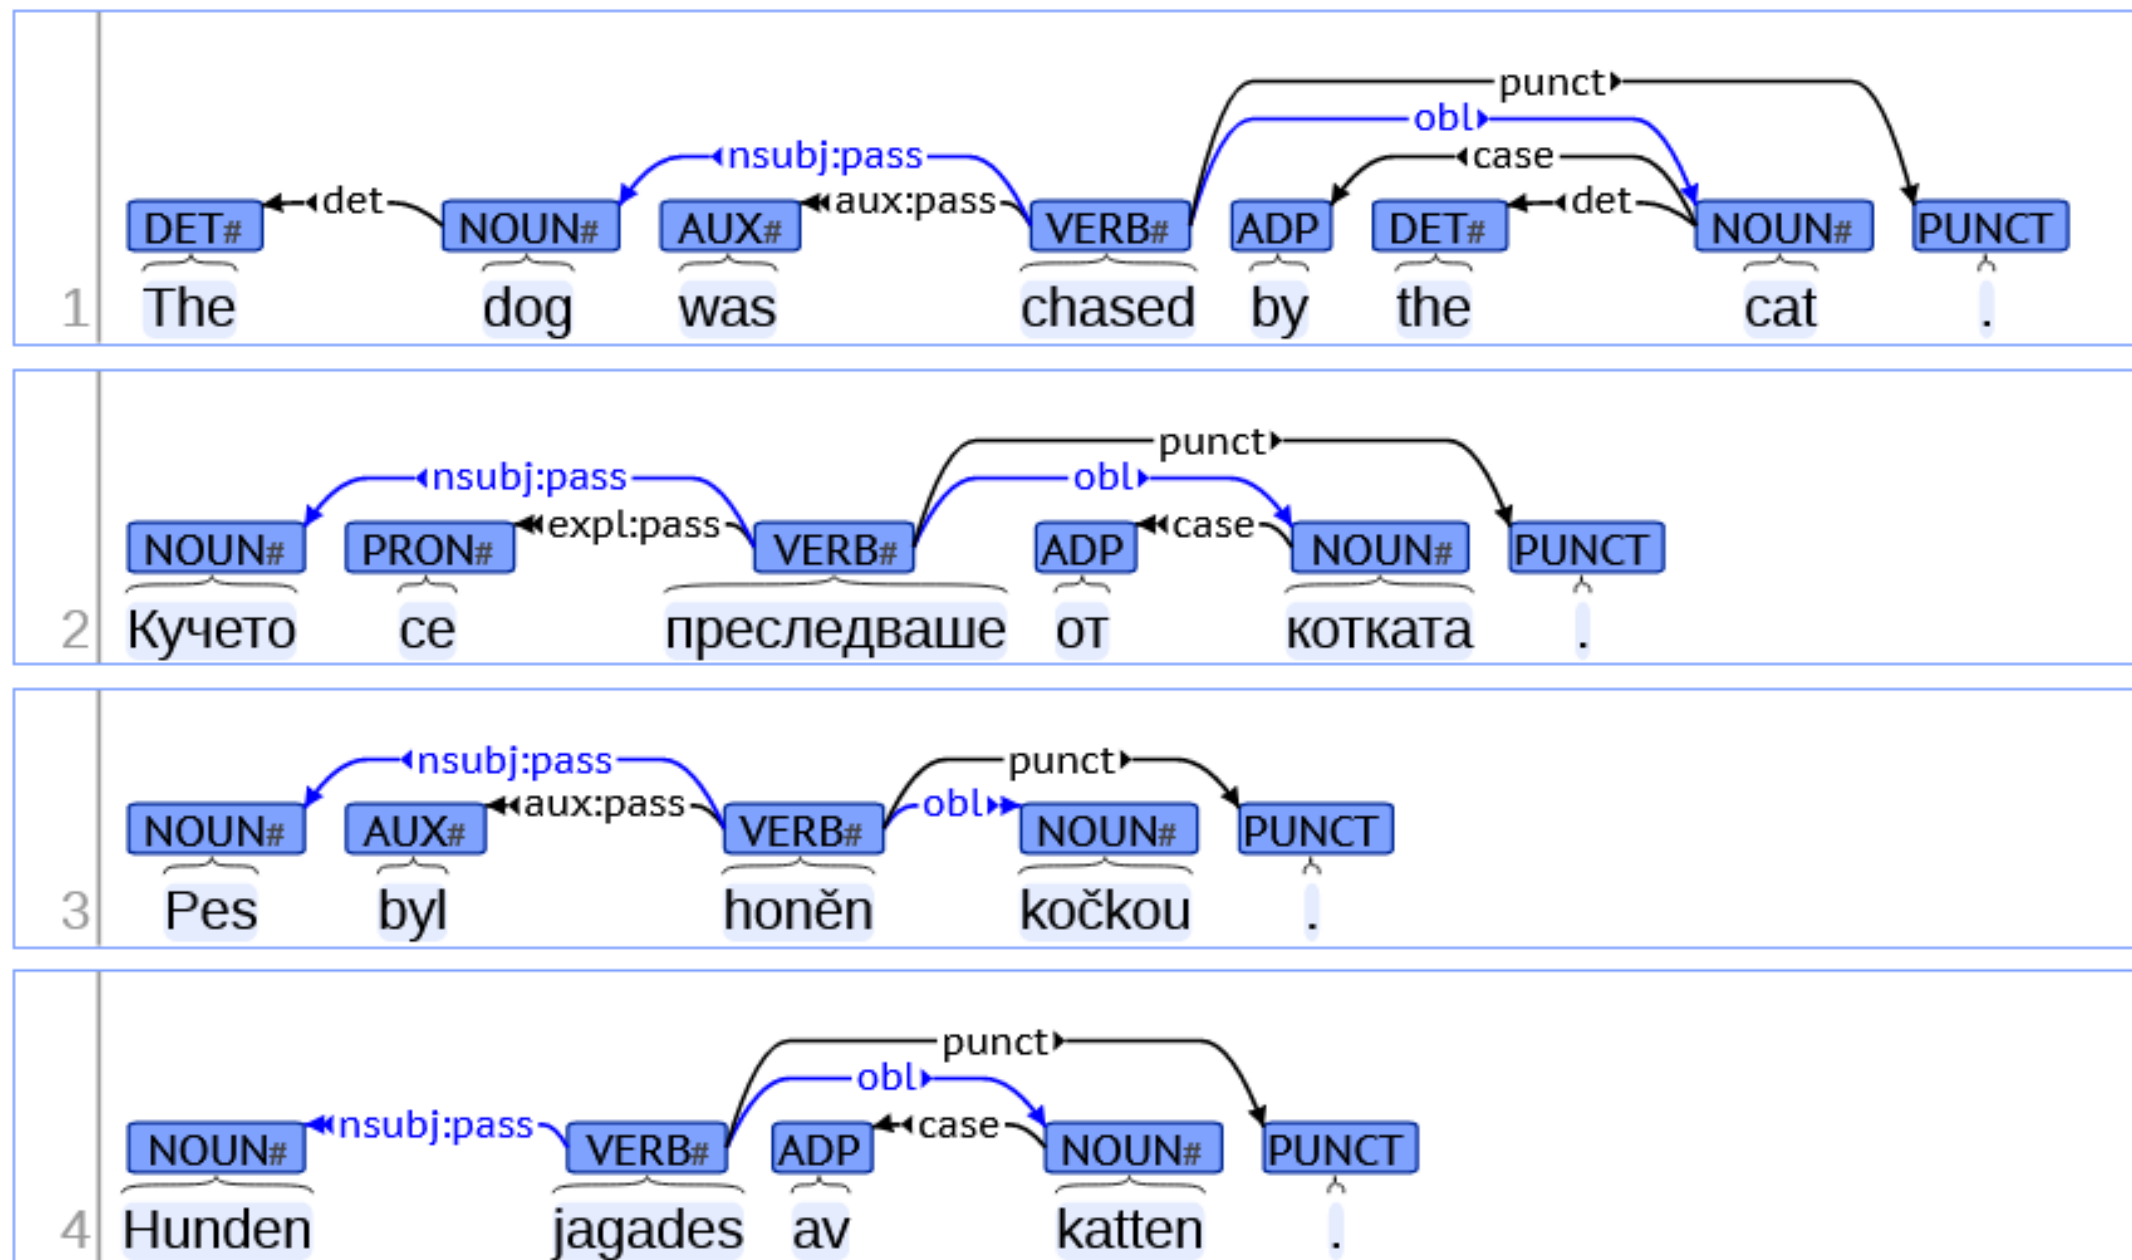 punct
obl
nsubj:pass case
det aux:pass det
DET# NOUN# AUX# VERB# ADP DET# NOUN# PUNCT
1 The dog was chased by the cat .
punct
nsubj:pass obl
expl:pass case
NOUN# PRON# VERB# ADP NOUN# PUNCT
2 Кучето се преследваше от котката .
nsubj:pass punct
aux:pass obl
NOUN# AUX# VERB# NOUN# PUNCT
3 Pes byl honěn kočkou .
punct
obl
nsubj:pass case
NOUN# VERB# ADP NOUN# PUNCT
4 Hunden jagades av katten .